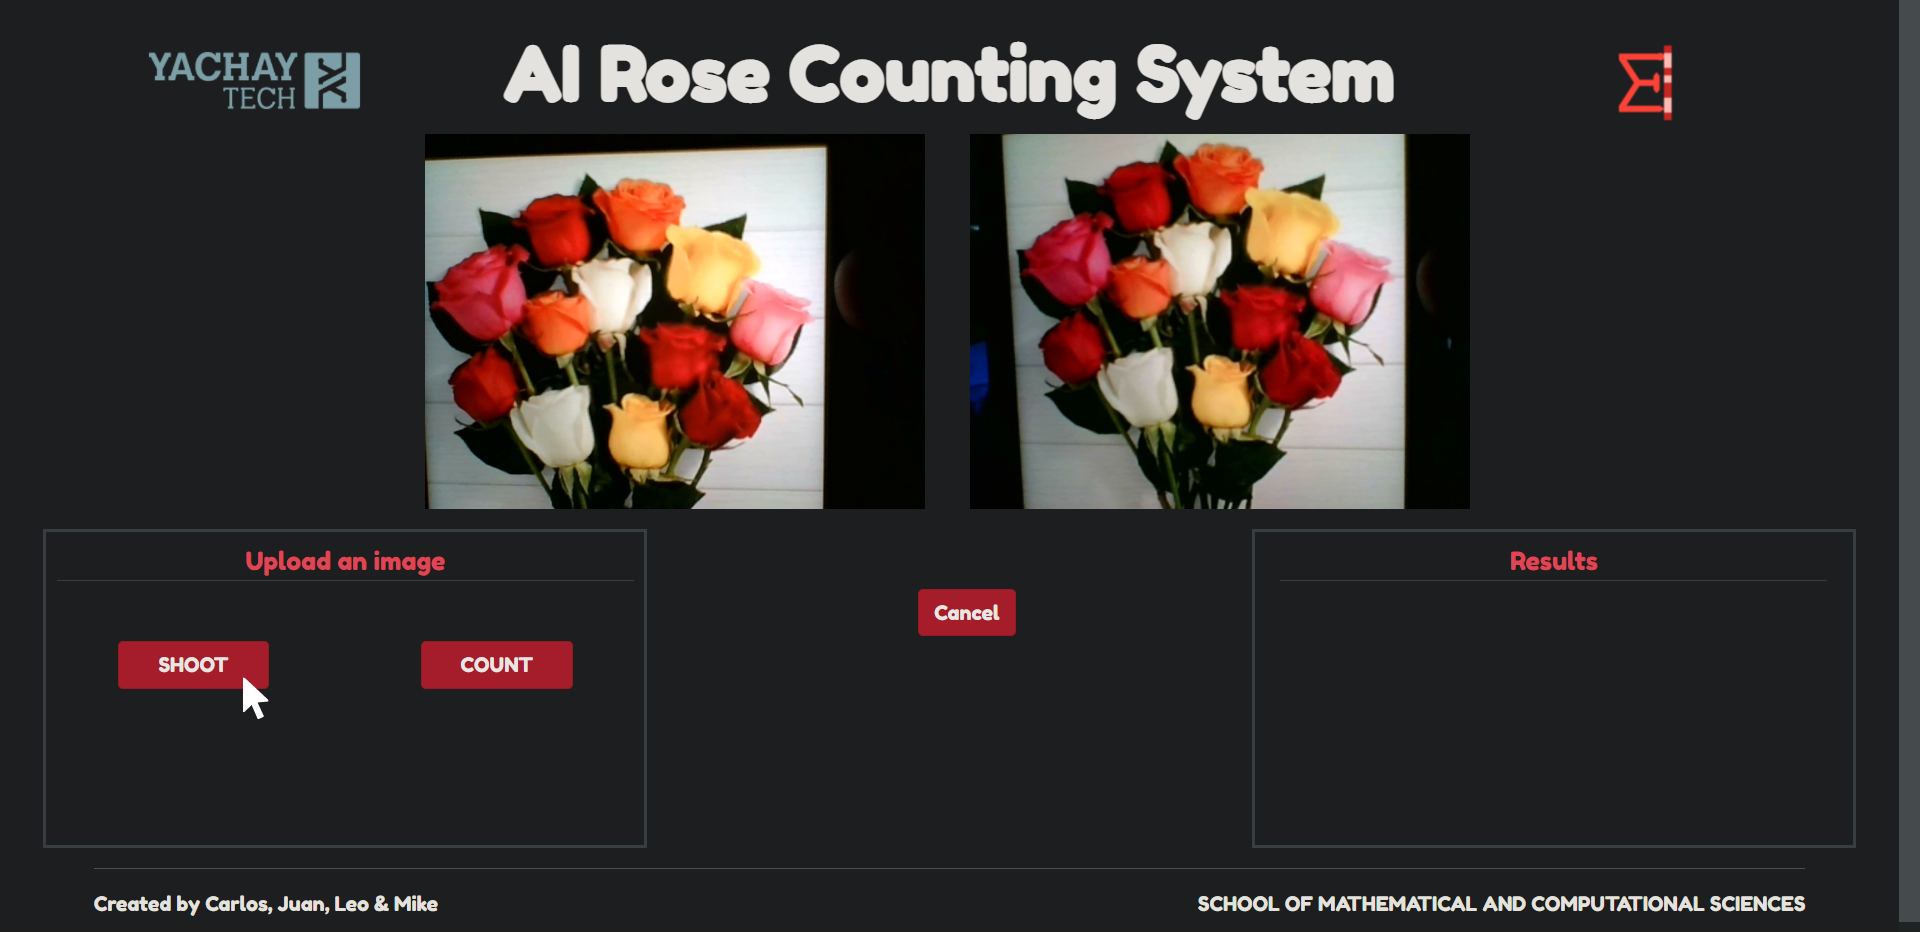 YACHAY
TECH
AI Rose Counting System
Upload an image
SHOOT
COUNT
Cancel
Results
Created by Carlos, Juan, Leo & Mike
SCHOOL OF MATHEMATICAL AND COMPUTATIONAL SCIENCES